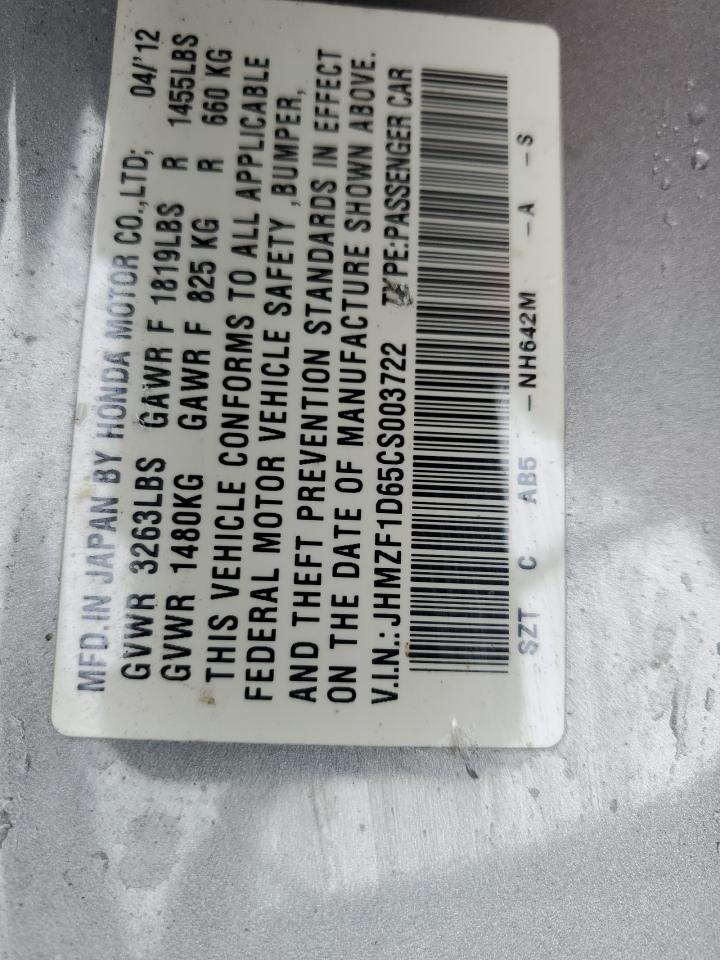 MFD.IN JAPAN BY HONDA MOTOR CO.,LTD; 04/'12
GVWR 3263LBS GAWR F 1819LBS R 1455LBS
GVWR 1480KG GAWR F 825 KG R 660 KG
THIS VEHICLE CONFORMS TO ALL APPLICABLE
FEDERAL MOTOR VEHICLE SAFETY ,BUMPER,
AND THEFT PREVENTION STANDARDS IN EFFECT
ON THE DATE OF MANUFACTURE SHOWN ABOVE.
V.I.N.:JHMZF1D65CS003722 TYPE:PASSENGER CAR
SZT C AB5 -NH642M -A -S